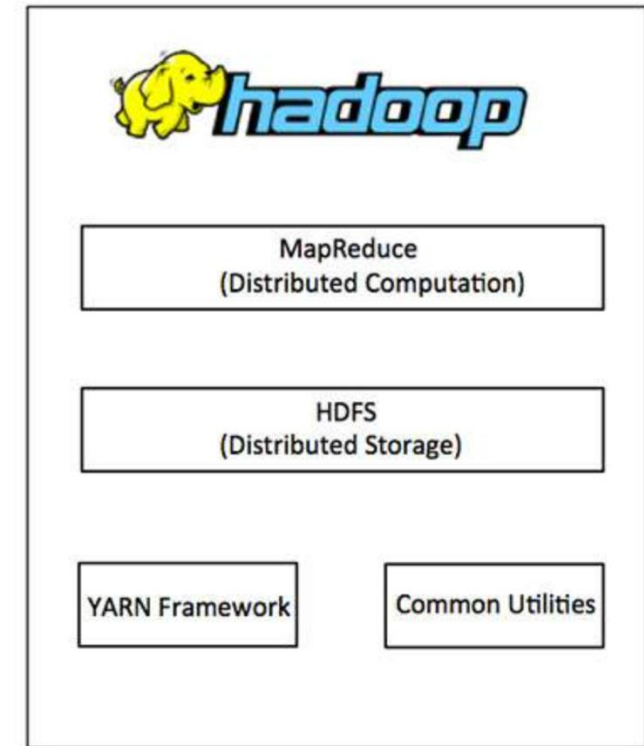 hadoop
MapReduce
(Distributed Computation)
HDFS
(Distributed Storage)
YARN Framework
Common Utilities